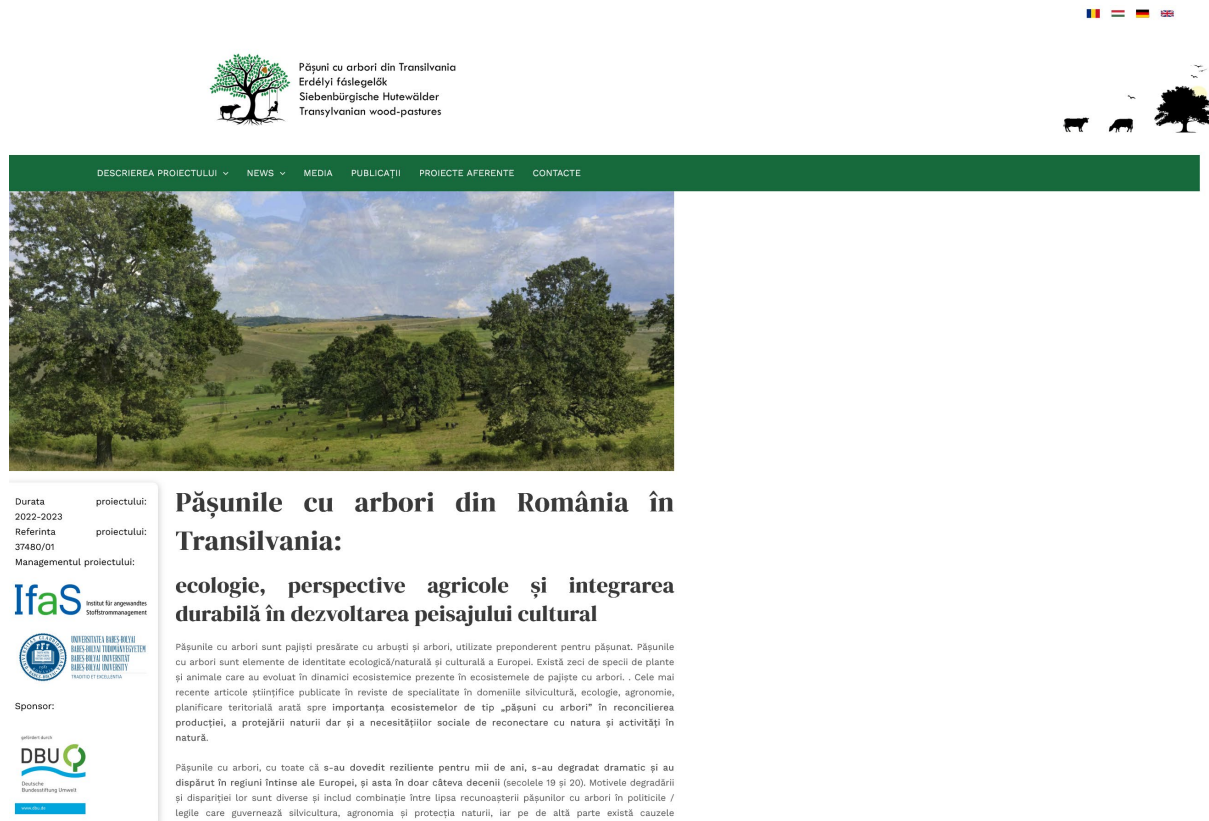 Pășuni cu arbori din Transilvania
Erdélyi fáslegelők
Siebenbürgische Hutewälder
Transylvanian wood-pastures
DESCRIEREA PROIECTULUI NEWS MEDIA PUBLICAȚII PROIECTE AFERENTE CONTACTE
Durata proiectului:
2022-2023
Referinta proiectului:
37480/01
Managementul proiectului:
IfaS Institut für angewandtes
Stoffstrommanagement
UNIVERSITATEA BABEȘ-BOLYAI
BABEȘ-BOLYAI TUDOMÁNYEGYETEM
BABEȘ-BOLYAI UNIVERSITÄT
BABEȘ-BOLYAI UNIVERSITY
TRADITIO ET EXCELLENTIA
Sponsor:
gefördert durch
DBU
Deutsche
Bundesstiftung Umwelt
www.dbu.de
Pășunile cu arbori din România în
Transilvania:
ecologie, perspective agricole și integrarea
durabilă în dezvoltarea peisajului cultural
Pășunile cu arbori sunt pajiști presărate cu arbuști și arbori, utilizate preponderent pentru pășunat. Pășunile
cu arbori sunt elemente de identitate ecologică/naturală și culturală a Europei. Există zeci de specii de plante
și animale care au evoluat în dinamici ecosistemice prezente în ecosistemele de pajiște cu arbori. . Cele mai
recente articole științifice publicate în reviste de specialitate în domeniile silvicultură, ecologie, agronomie,
planificare teritorială arată spre importanța ecosistemelor de tip „pășuni cu arbori” în reconcilierea
producției, a protejării naturii dar și a necesităților sociale de reconectare cu natura și activități în
natură.
Pășunile cu arbori, cu toate că s-au dovedit reziliente pentru mii de ani, s-au degradat dramatic și au
dispărut în regiuni întinse ale Europei, și asta în doar câteva decenii (secolele 19 și 20). Motivele degradării
și dispariției lor sunt diverse și includ combinație între lipsa recunoașterii pășunilor cu arbori în politicile /
legile care guvernează silvicultura, agronomia și protecția naturii, iar pe de altă parte există cauzele